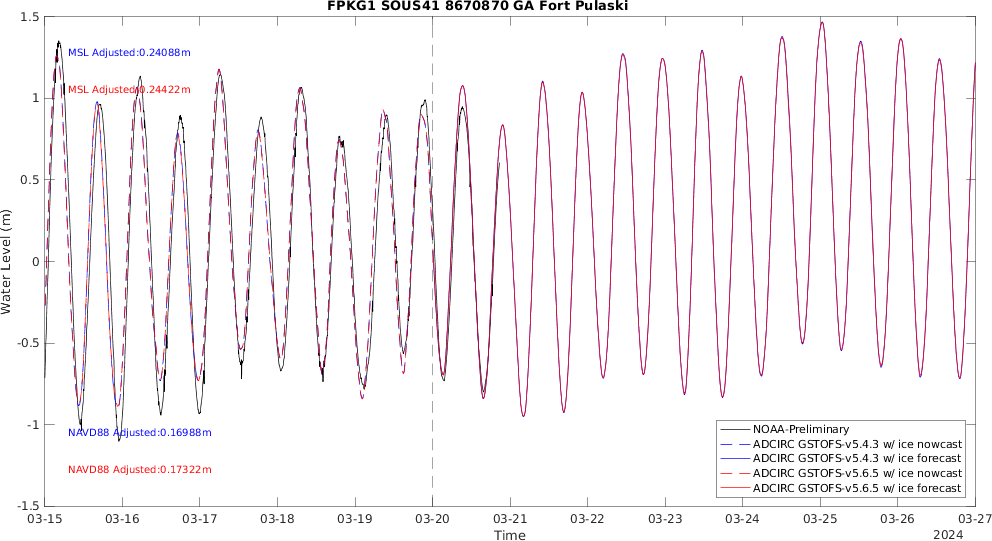 FPKG1 SOUS41 8670870 GA Fort Pulaski
1.5
1
0.5
0
-0.5
-1
-1.5
Water Level (m)
MSL Adjusted:0.24088m
MSL Adjusted:0.24422m
NAVD88 Adjusted:0.16988m
NAVD88 Adjusted:0.17322m
NOAA-Preliminary
ADCIRC GSTOFS-v5.4.3 w/ ice nowcast
ADCIRC GSTOFS-v5.4.3 w/ ice forecast
ADCIRC GSTOFS-v5.6.5 w/ ice nowcast
ADCIRC GSTOFS-v5.6.5 w/ ice forecast
03-15 03-16 03-17 03-18 03-19 03-20 03-21 03-22 03-23 03-24 03-25 03-26 03-27
Time
2024